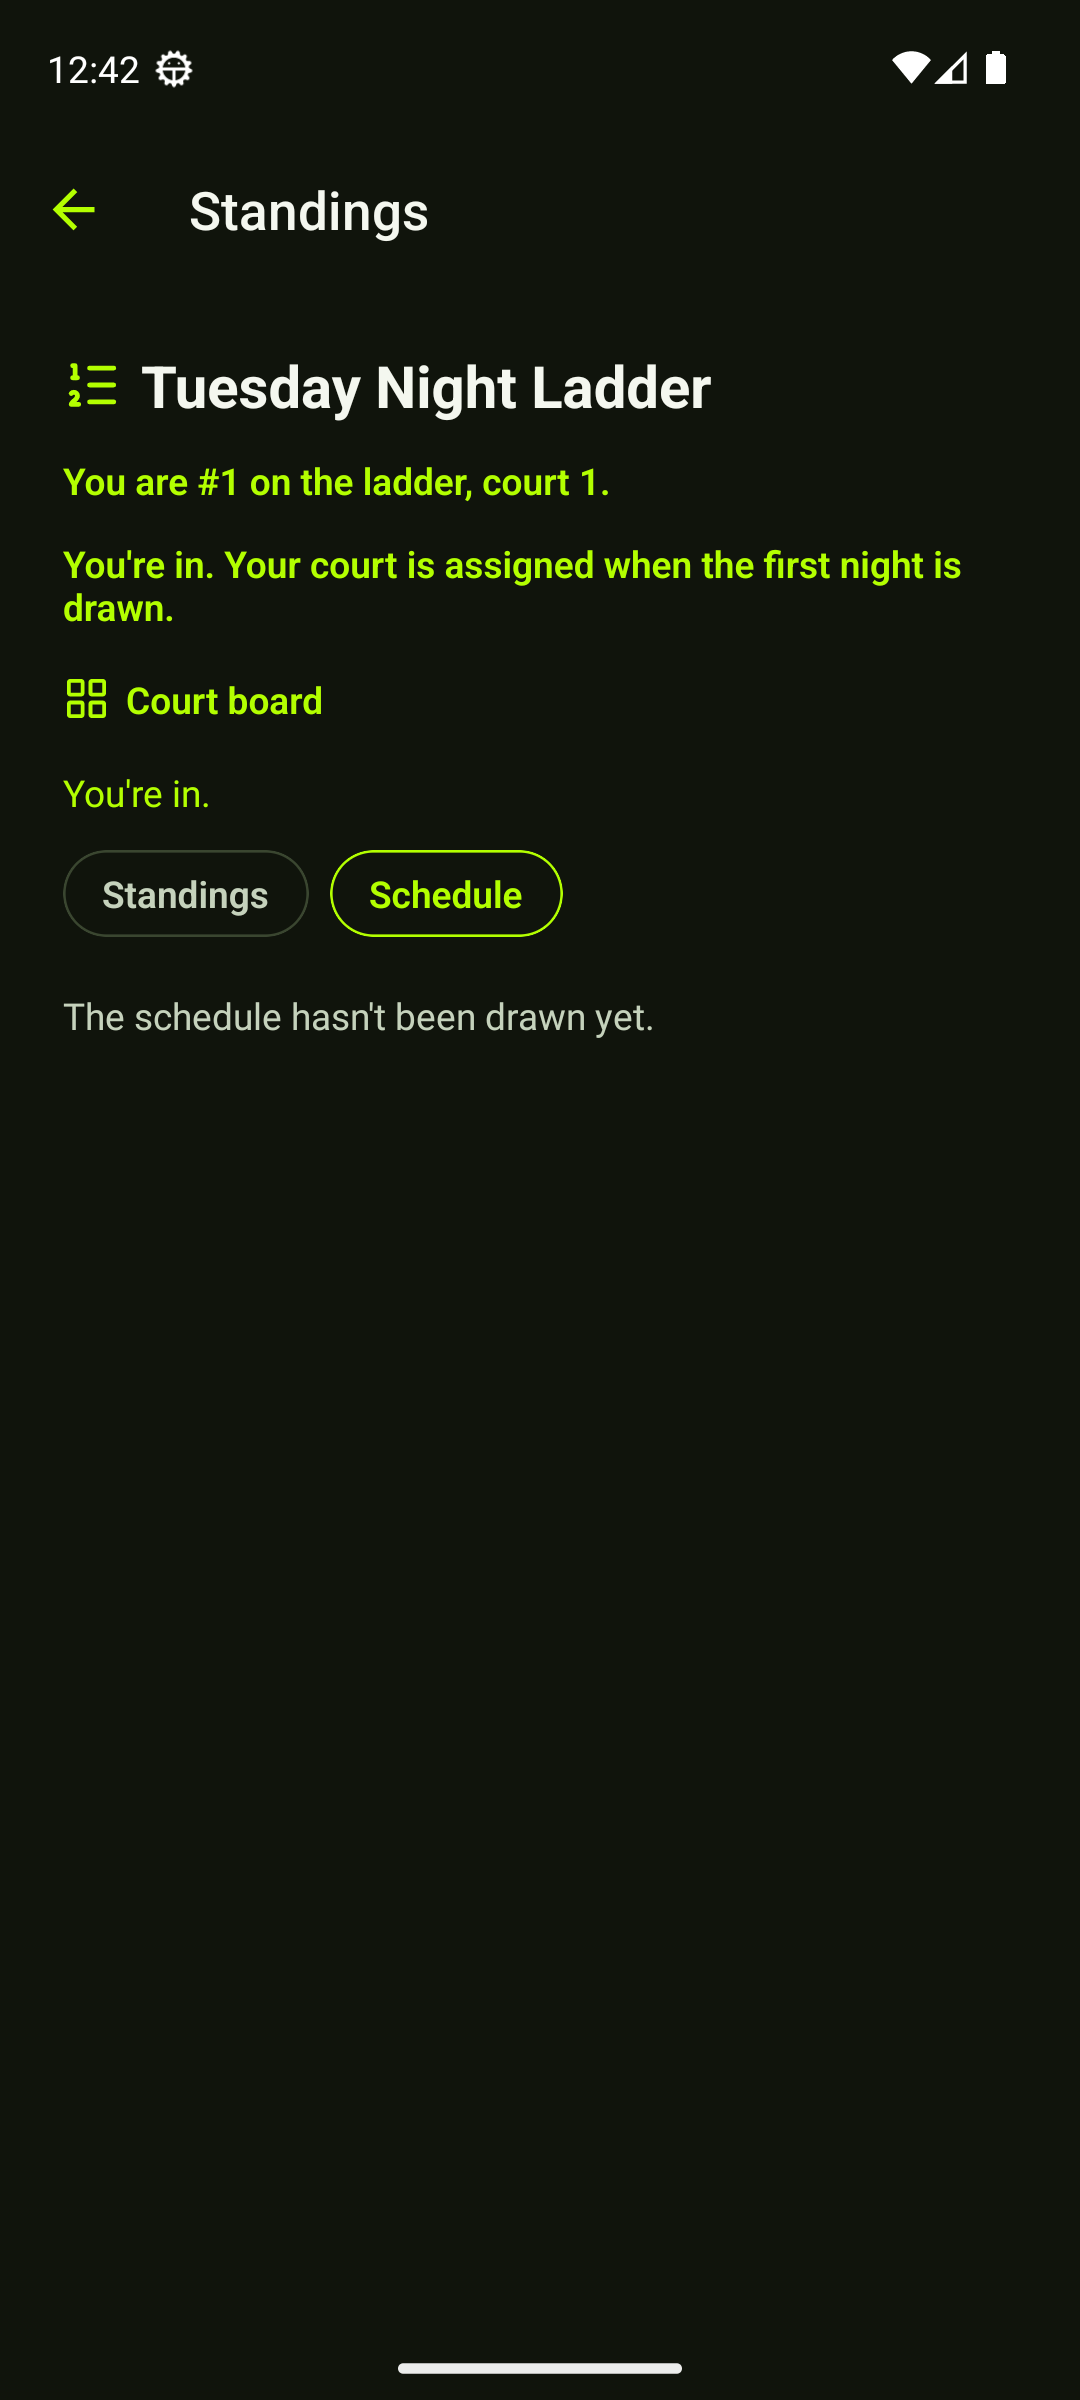 12:42
Standings
Tuesday Night Ladder
You are #1 on the ladder, court 1.
You're in. Your court is assigned when the first night is
drawn.
Court board
You're in.
Standings Schedule
The schedule hasn't been drawn yet.